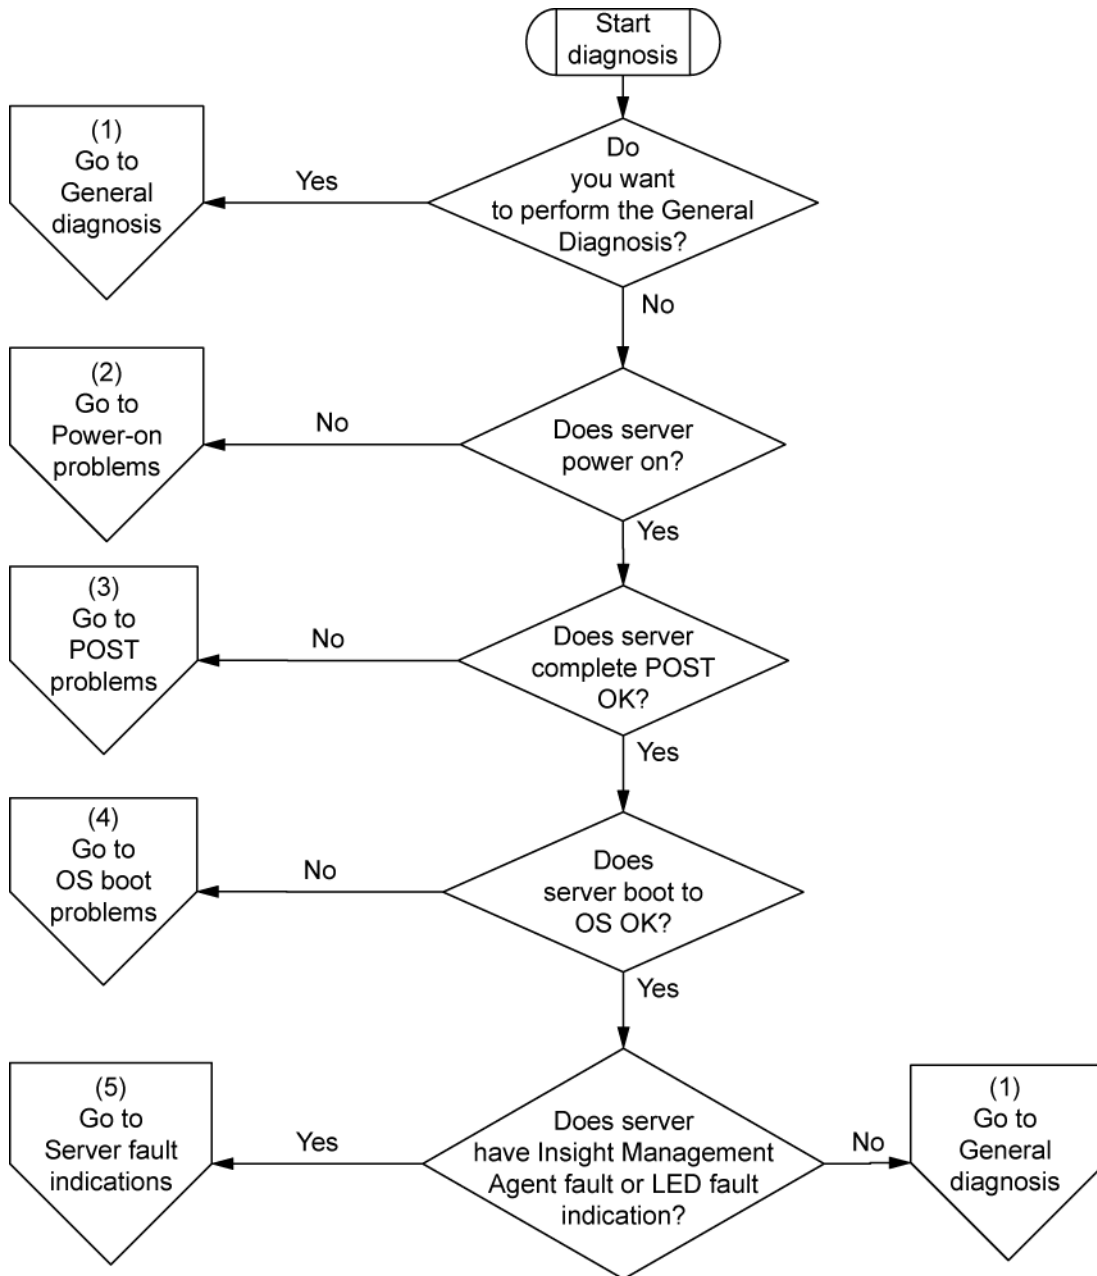 Start
diagnosis
(1)
Go to
General
diagnosis
Yes
Do
you want
to perform the General
Diagnosis?
No
(2)
Go to
Power-on
problems
No
Does server
power on?
Yes
(3)
Go to
POST
problems
No
Does server
complete POST
OK?
Yes
(4)
Go to
OS boot
problems
No
Does
server boot to
OS OK?
Yes
(5)
Go to
Server fault
indications
Yes
Does server
have Insight Management
Agent fault or LED fault
indication?
No
(1)
Go to
General
diagnosis